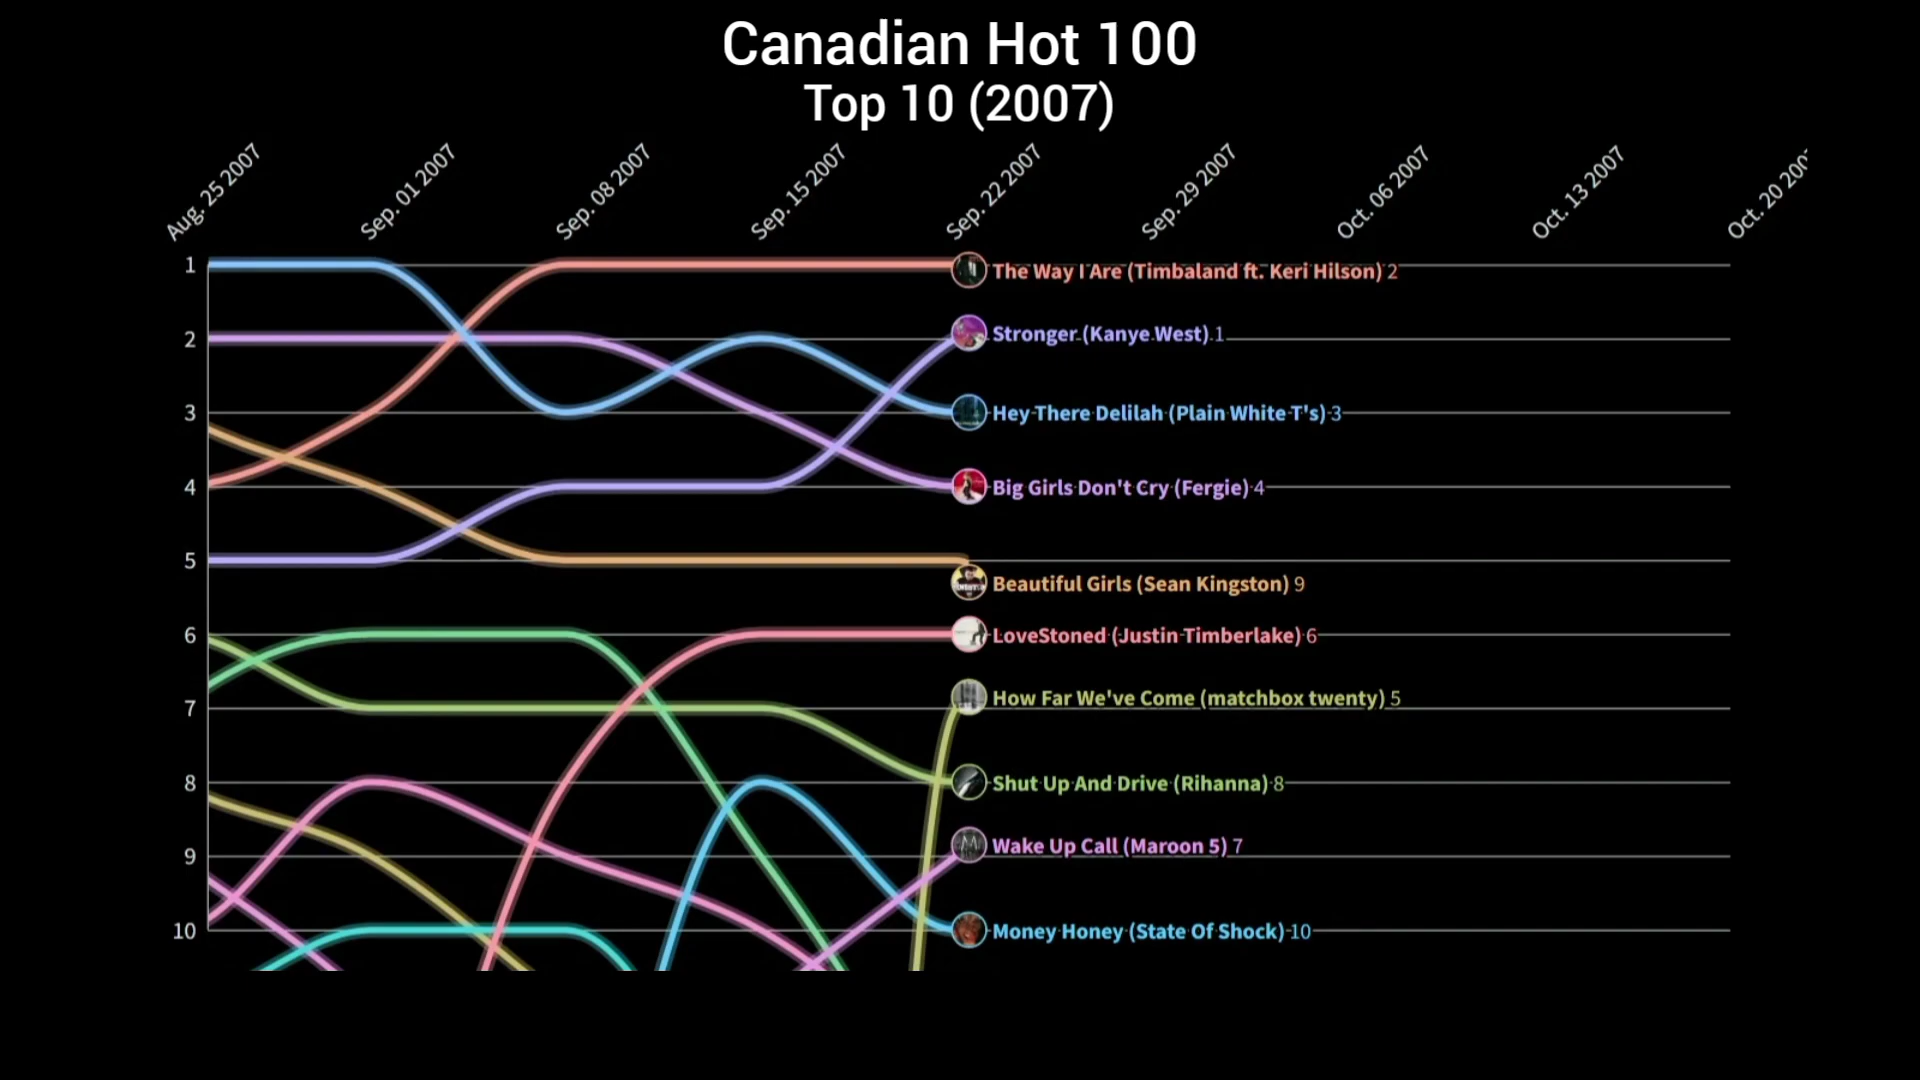 Canadian Hot 100
Top 10 (2007)
Aug. 25 2007
Sep. 01 2007
Sep. 08 2007
Sep. 15 2007
Sep. 22 2007
Sep. 29 2007
Oct. 06 2007
Oct. 13 2007
Oct. 20 200
1
The Way I Are (Timbaland ft. Keri Hilson) 2
2
Stronger (Kanye West) 1
3
Hey There Delilah (Plain White T's) 3
4
Big Girls Don't Cry (Fergie) 4
5
Beautiful Girls (Sean Kingston) 9
6
LoveStoned (Justin Timberlake) 6
7
How Far We've Come (matchbox twenty) 5
8
Shut Up And Drive (Rihanna) 8
9
Wake Up Call (Maroon 5) 7
10
Money Honey (State Of Shock) 10